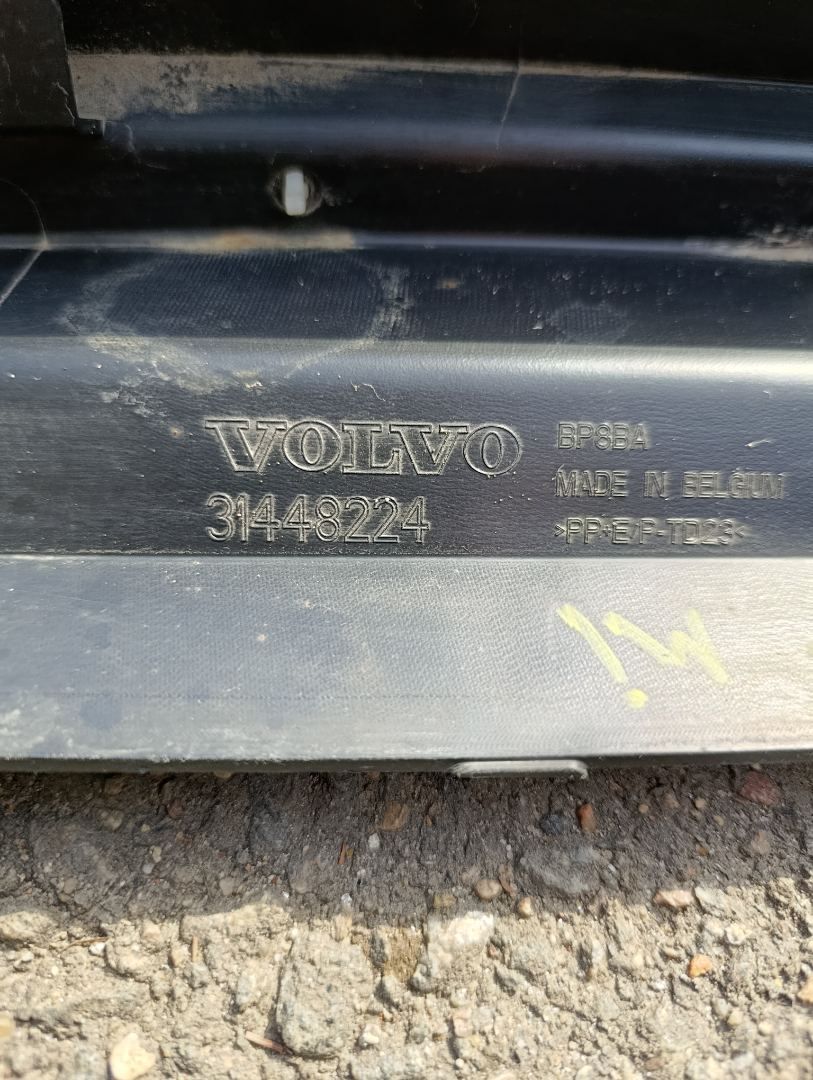 VOLVO
31448224
BP8BA
MADE IN BELGIUM
>PP+E/P-TD23<